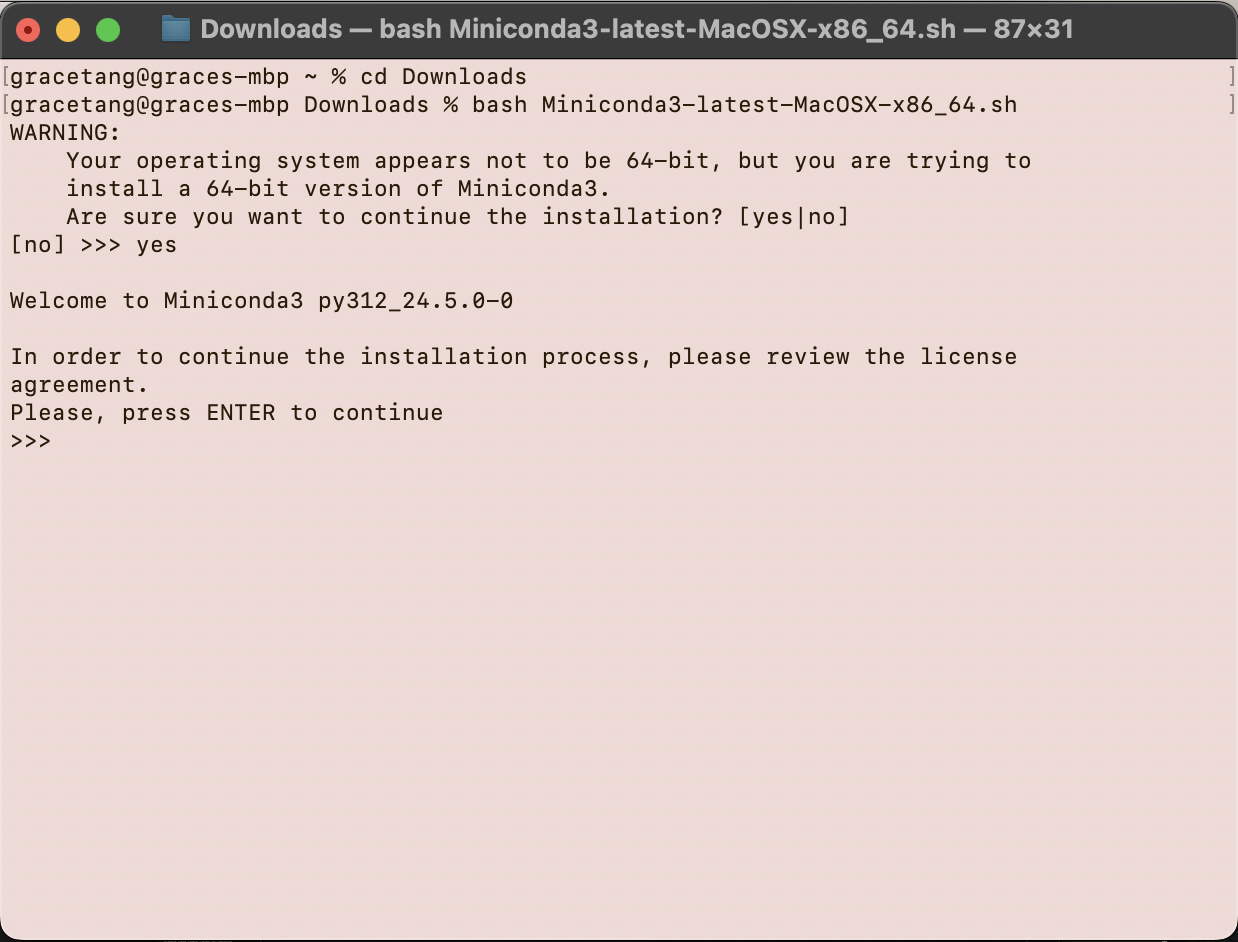 Downloads — bash Miniconda3-latest-MacOSX-x86_64.sh — 87×31
[gracetang@graces-mbp ~ % cd Downloads ]
[gracetang@graces-mbp Downloads % bash Miniconda3-latest-MacOSX-x86_64.sh ]
WARNING:
    Your operating system appears not to be 64-bit, but you are trying to
    install a 64-bit version of Miniconda3.
    Are sure you want to continue the installation? [yes|no]
[no] >>> yes
Welcome to Miniconda3 py312_24.5.0-0
In order to continue the installation process, please review the license
agreement.
Please, press ENTER to continue
>>>